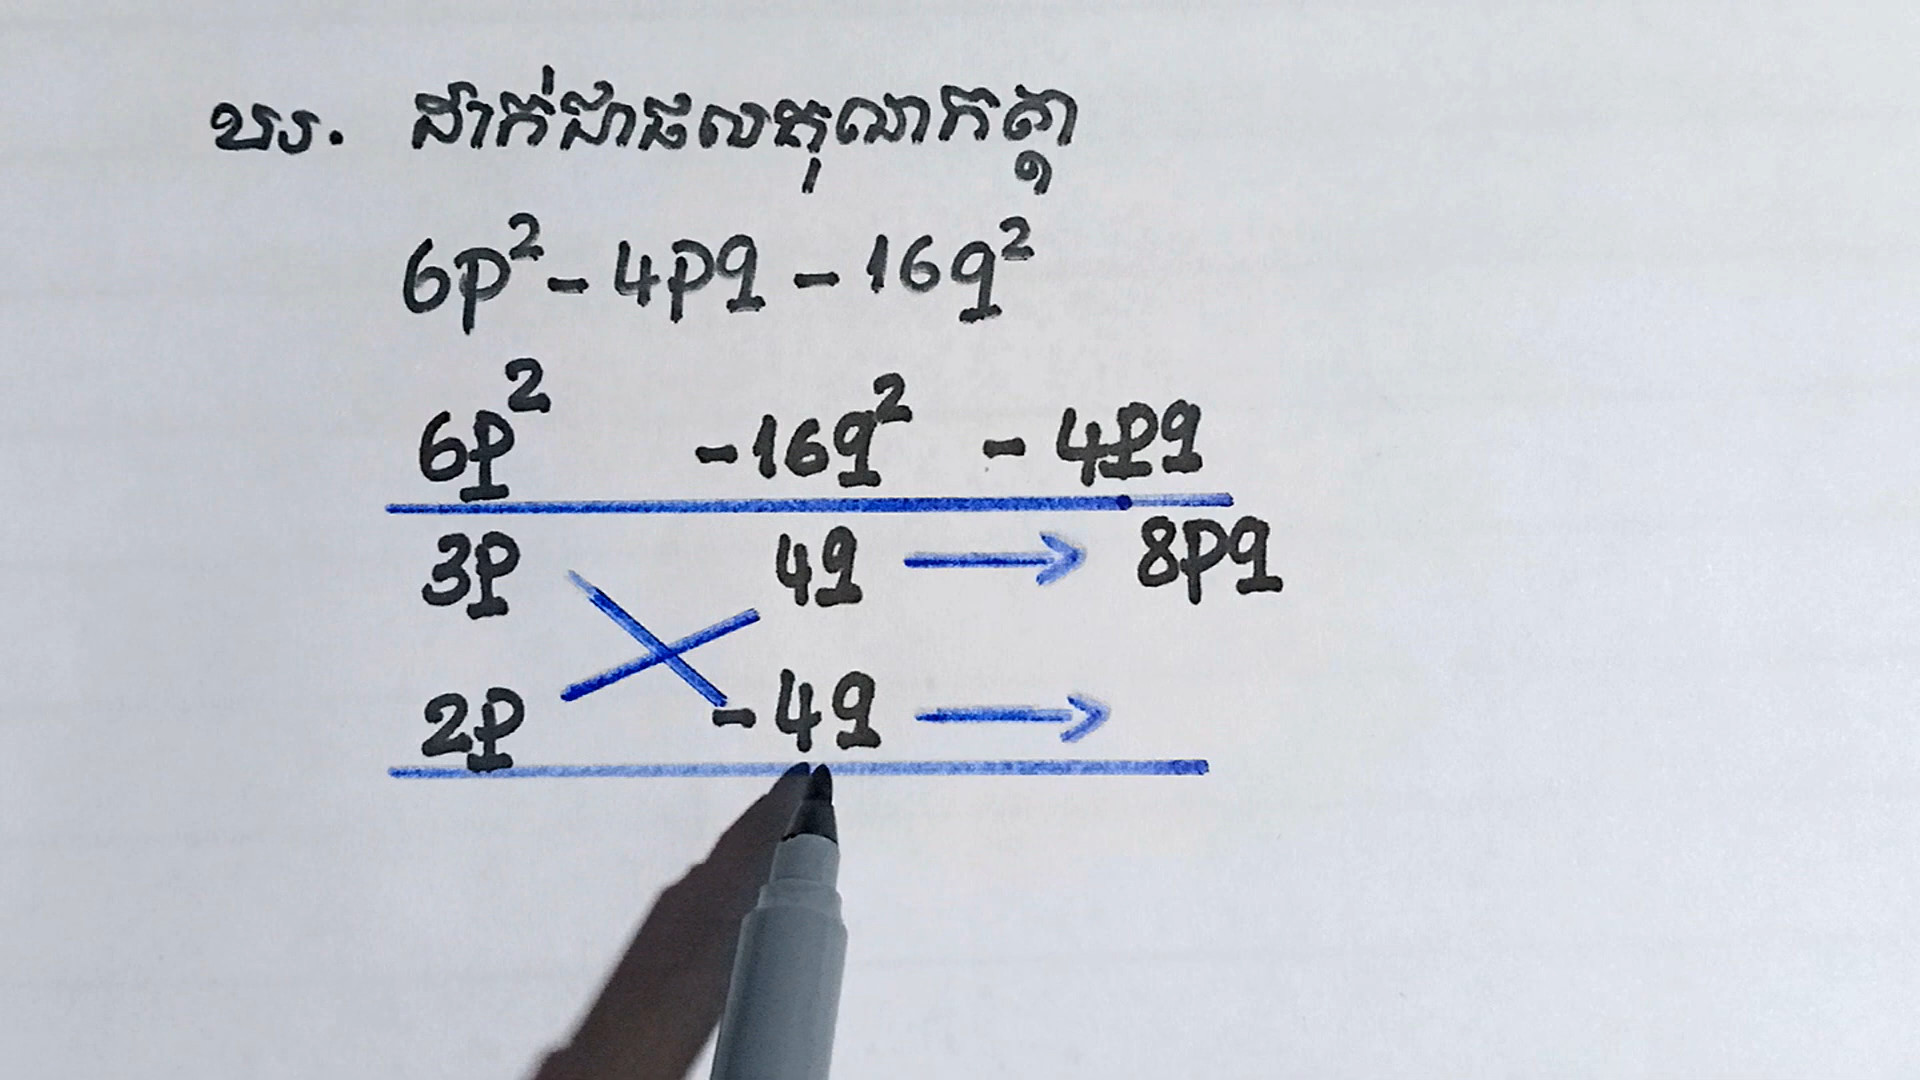 បរ. ដាក់ជាផលគុណកត្តា
6p² - 4pq - 16q²
6p² -16q² - 4pq
3p 4q → 8pq
2p -4q →